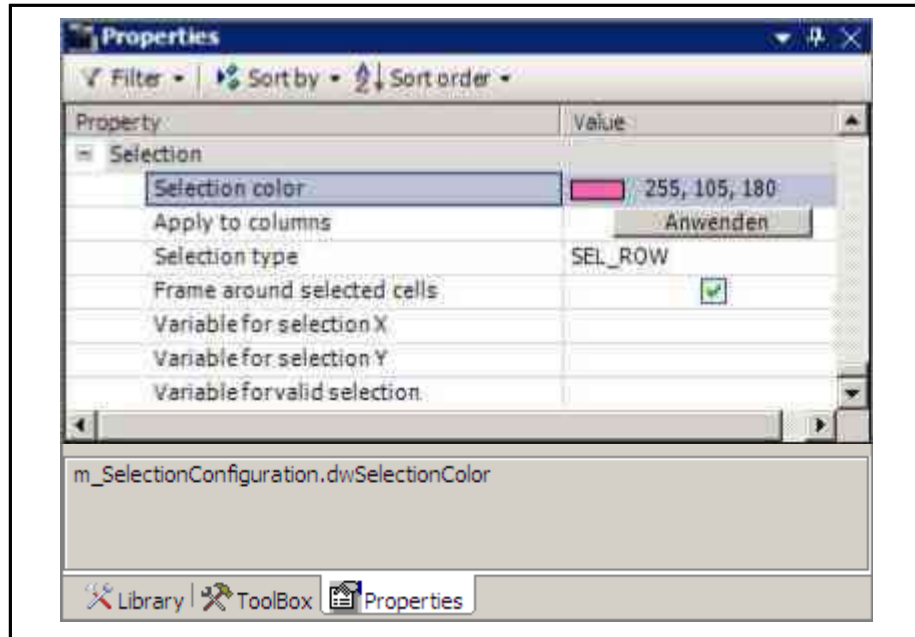 Properties
Filter Sort by Sort order
Property Value
Selection
Selection color 255, 105, 180
Apply to columns Anwenden
Selection type SEL_ROW
Frame around selected cells
Variable for selection X
Variable for selection Y
Variable for valid selection
m_SelectionConfiguration.dwSelectionColor
Library ToolBox Properties